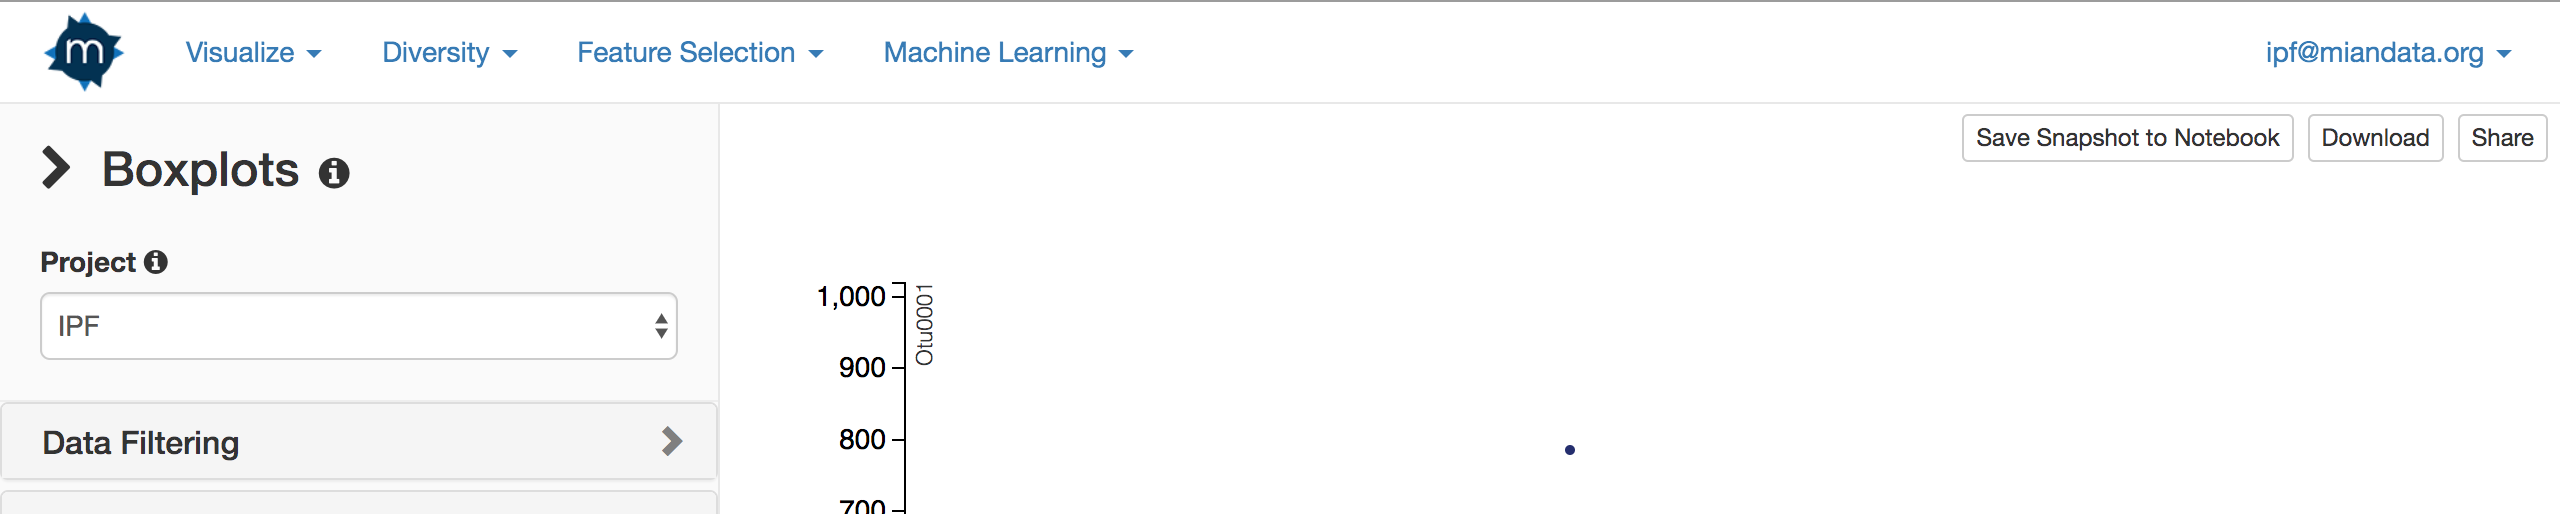 m Visualize Diversity Feature Selection Machine Learning ipf@miandata.org
Save Snapshot to Notebook Download Share
Boxplots
Project
IPF
Data Filtering
1,000
900
800
700
Otu0001